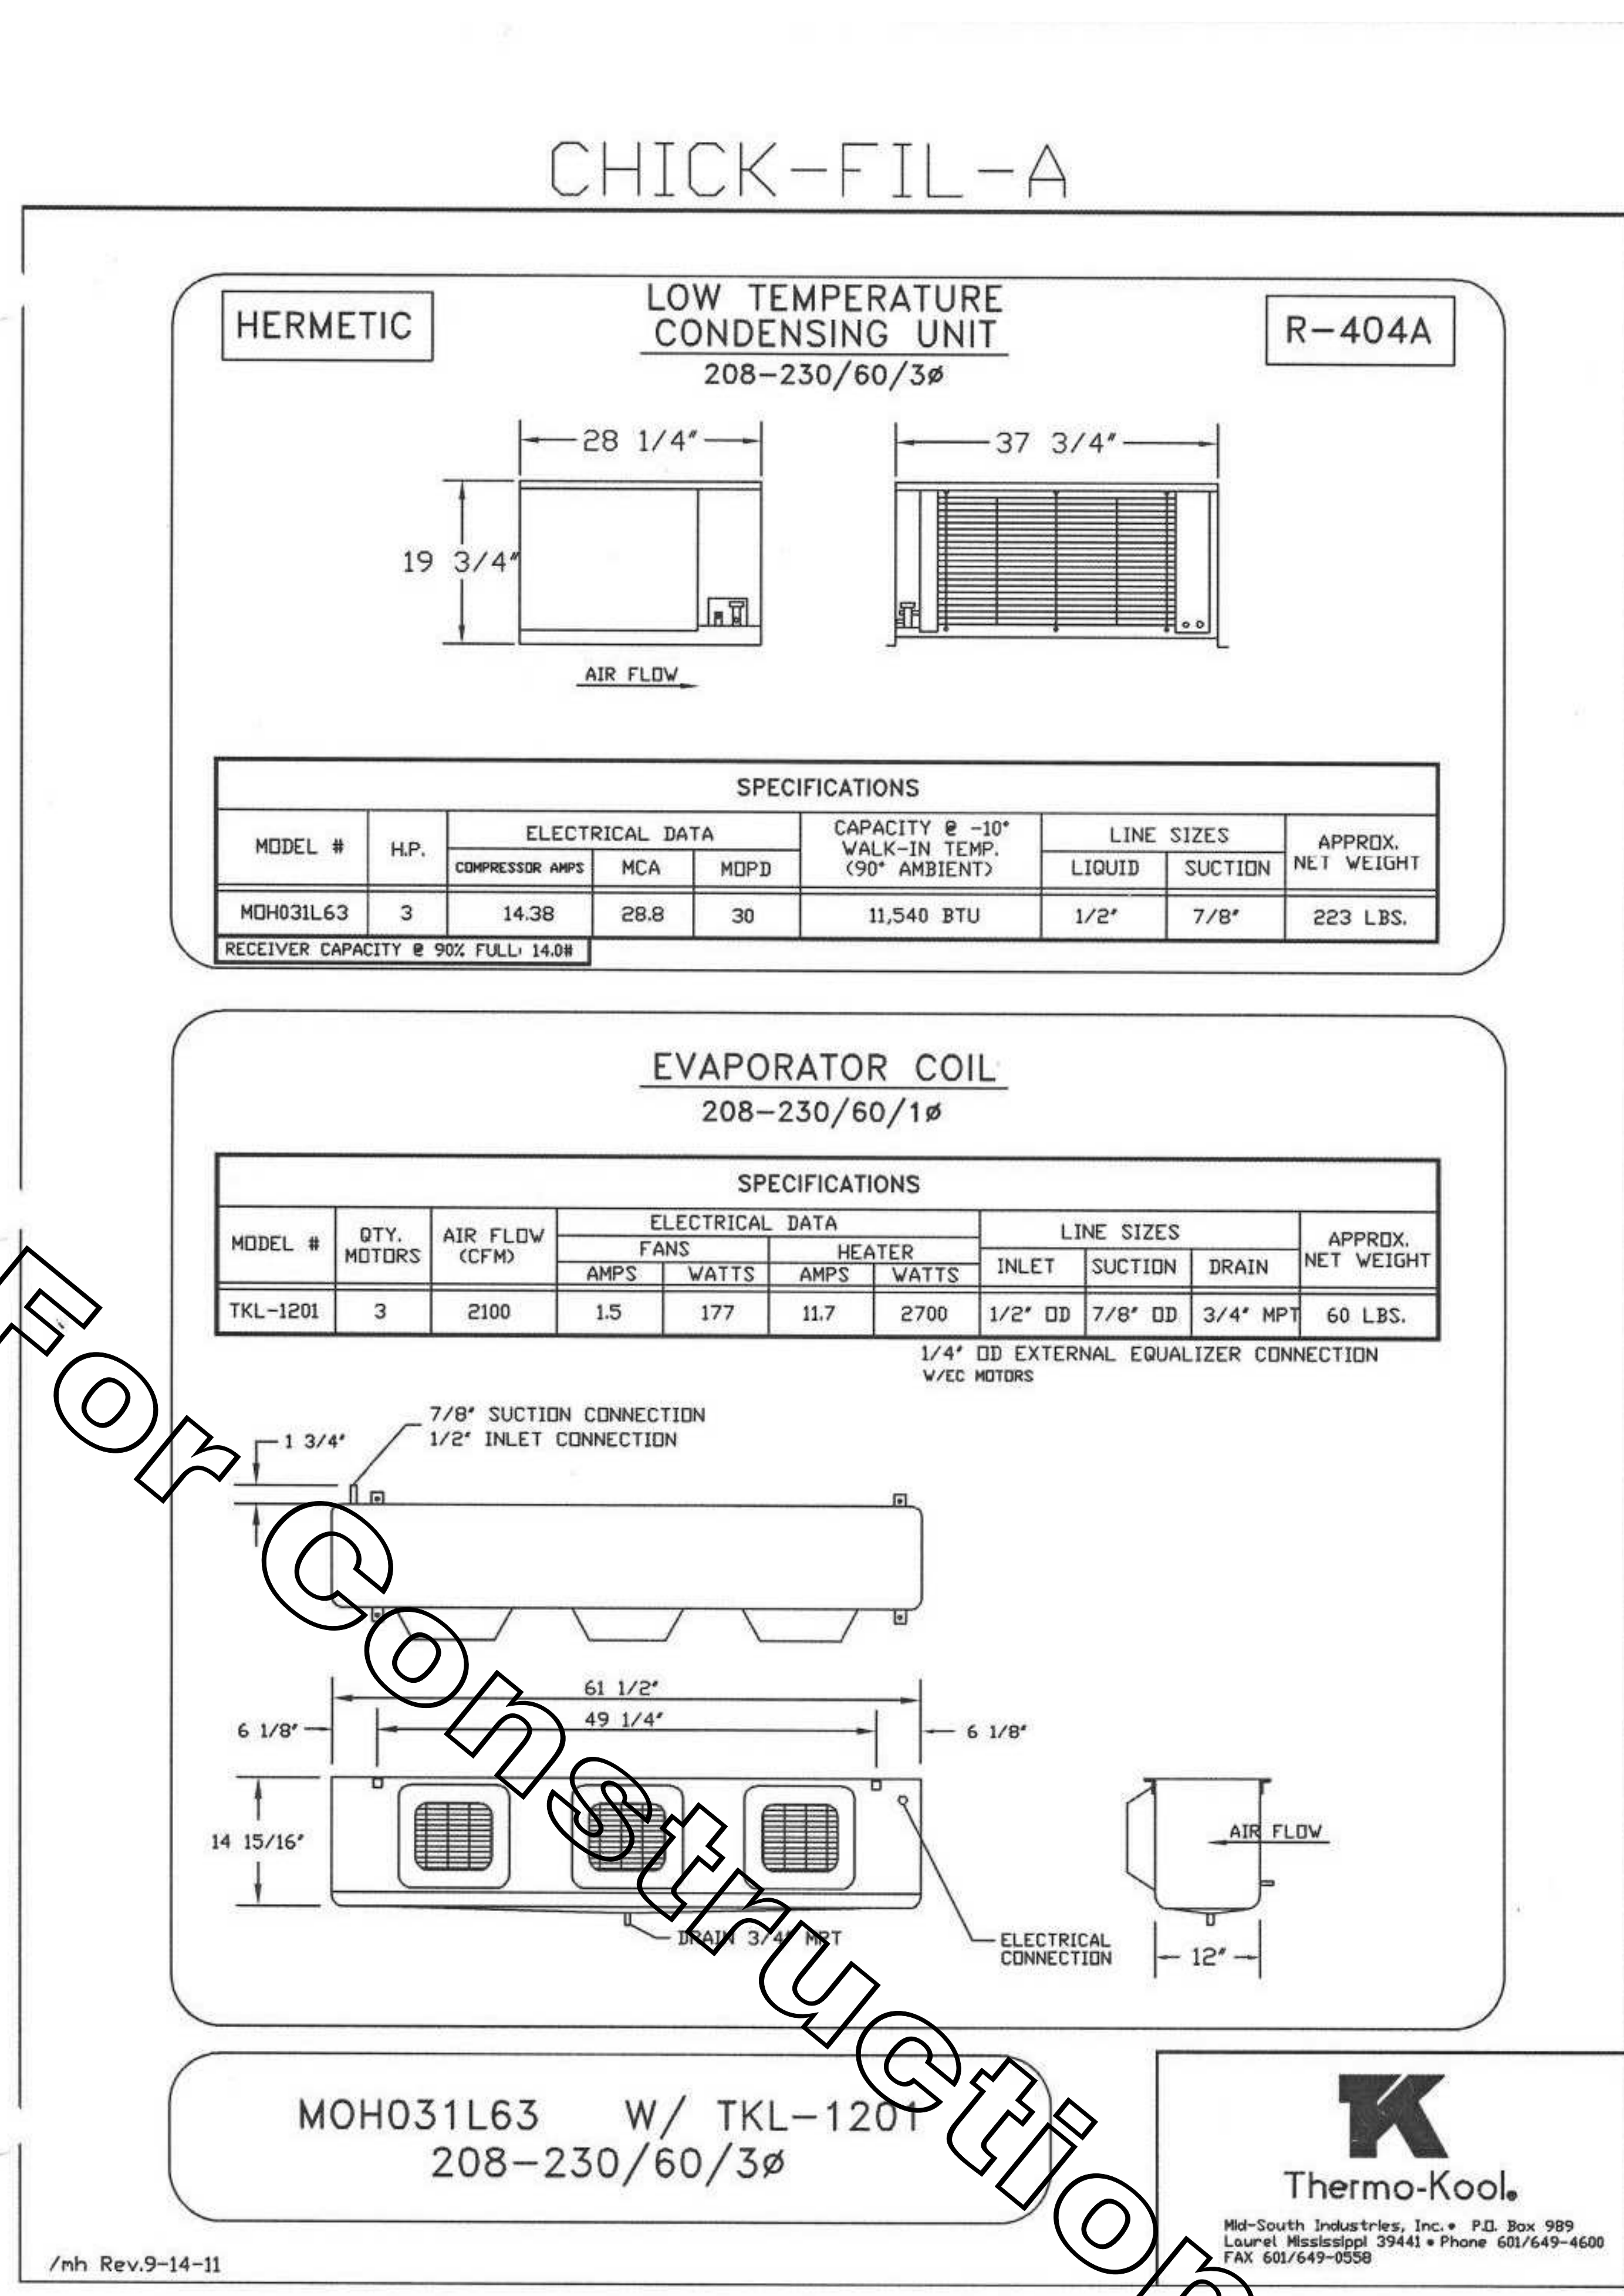 CHICK-FIL-A
HERMETIC
LOW TEMPERATURE
CONDENSING UNIT
208-230/60/3ø
R-404A
28 1/4"
37 3/4"
19 3/4"
AIR FLOW
SPECIFICATIONS
MODEL # H.P. ELECTRICAL DATA CAPACITY @ -10° WALK-IN TEMP. (90° AMBIENT) LINE SIZES APPROX. NET WEIGHT
COMPRESSOR AMPS MCA MOPD LIQUID SUCTION
MOH031L63 3 14.38 28.8 30 11,540 BTU 1/2" 7/8" 223 LBS.
RECEIVER CAPACITY @ 90% FULL: 14.0#
EVAPORATOR COIL
208-230/60/1ø
SPECIFICATIONS
MODEL # QTY. MOTORS AIR FLOW (CFM) ELECTRICAL DATA LINE SIZES APPROX. NET WEIGHT
FANS HEATER INLET SUCTION DRAIN
AMPS WATTS AMPS WATTS
TKL-1201 3 2100 1.5 177 11.7 2700 1/2" OD 7/8" OD 3/4" MPT 60 LBS.
1/4" OD EXTERNAL EQUALIZER CONNECTION
W/EC MOTORS
7/8" SUCTION CONNECTION
1/2" INLET CONNECTION
1 3/4"
61 1/2"
49 1/4"
6 1/8"
6 1/8"
14 15/16"
AIR FLOW
DRAIN 3/4" MPT
ELECTRICAL
CONNECTION
12"
MOH031L63 W/ TKL-1201
208-230/60/3ø
TK
Thermo-Kool®
Mid-South Industries, Inc. • P.O. Box 989
Laurel Mississippi 39441 • Phone 601/649-4600
FAX 601/649-0558
/mh Rev.9-14-11
For Construction